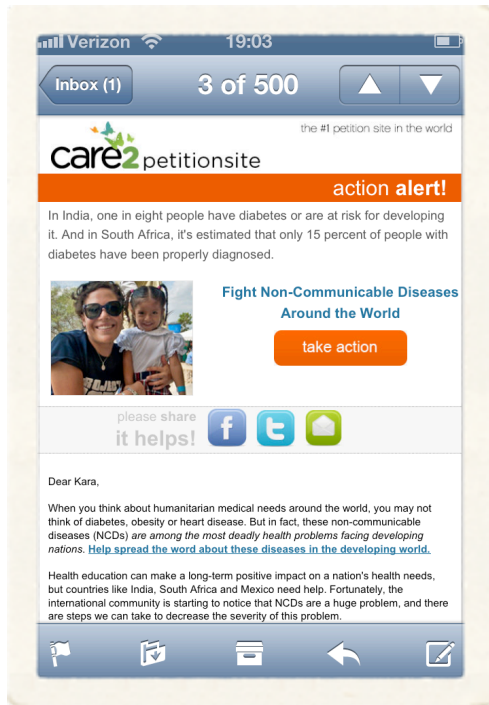 Verizon 19:03
Inbox (1) 3 of 500
the #1 petition site in the world
care2 petitionsite
action alert!
In India, one in eight people have diabetes or are at risk for developing
it. And in South Africa, it's estimated that only 15 percent of people with
diabetes have been properly diagnosed.
Fight Non-Communicable Diseases
Around the World
take action
please share
it helps!
Dear Kara,
When you think about humanitarian medical needs around the world, you may not
think of diabetes, obesity or heart disease. But in fact, these non-communicable
diseases (NCDs) are among the most deadly health problems facing developing
nations. Help spread the word about these diseases in the developing world.
Health education can make a long-term positive impact on a nation's health needs,
but countries like India, South Africa and Mexico need help. Fortunately, the
international community is starting to notice that NCDs are a huge problem, and there
are steps we can take to decrease the severity of this problem.